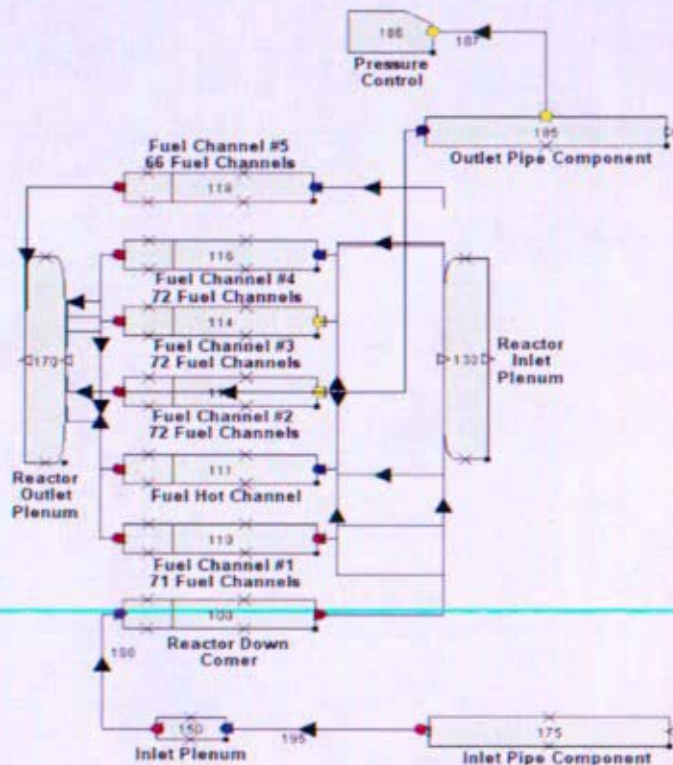 186
187
Pressure
Control
Outlet Pipe Component
Fuel Channel #5
66 Fuel Channels
118
116
Fuel Channel #4
72 Fuel Channels
114
Fuel Channel #3
72 Fuel Channels
170
130
Reactor
Inlet
Plenum
Fuel Channel #2
72 Fuel Channels
111
Fuel Hot Channel
Reactor
Outlet
Plenum
110
Fuel Channel #1
71 Fuel Channels
100
Reactor Down
Comer
150
195
175
Inlet Plenum
Inlet Pipe Component